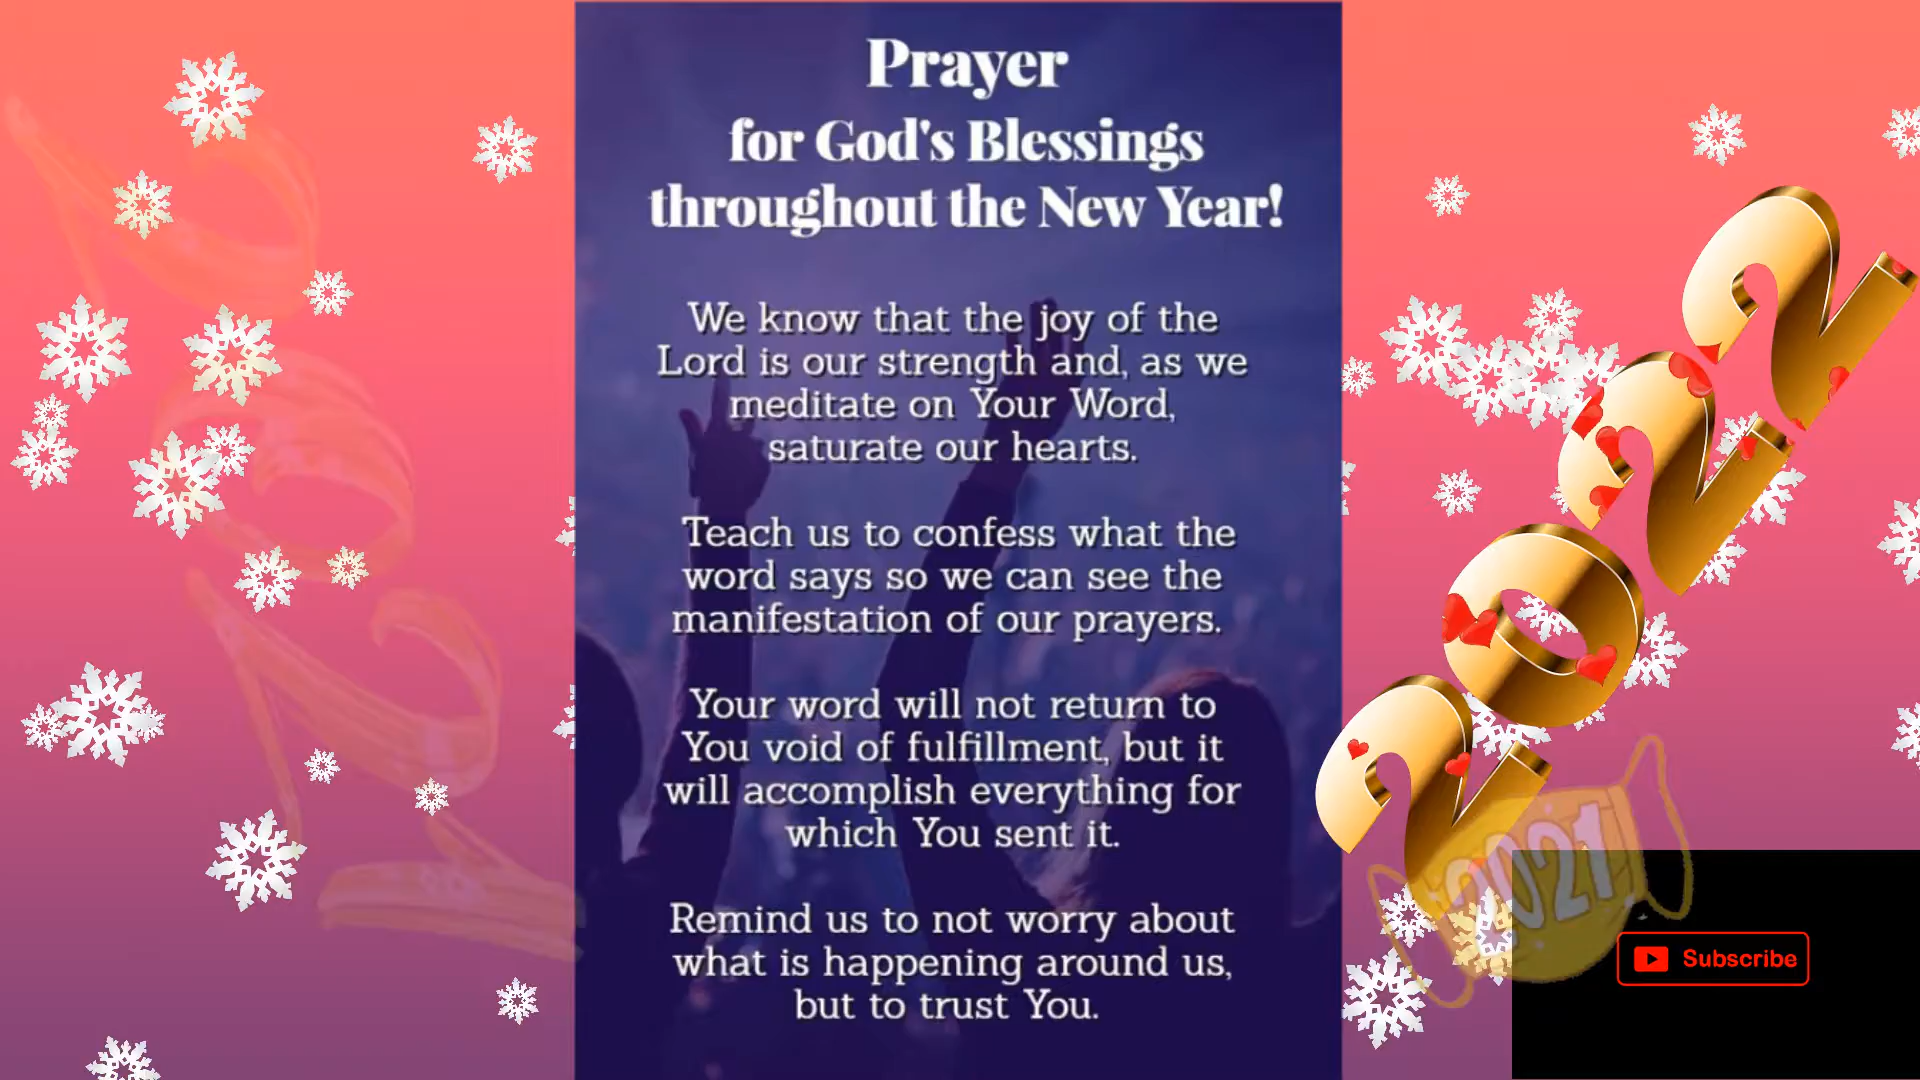 Prayer
for God's Blessings
throughout the New Year!
We know that the joy of the
Lord is our strength and, as we
meditate on Your Word,
saturate our hearts.
Teach us to confess what the
word says so we can see the
manifestation of our prayers.
Your word will not return to
You void of fulfillment, but it
will accomplish everything for
which You sent it.
Remind us to not worry about
what is happening around us,
but to trust You.
2022
2021
Subscribe